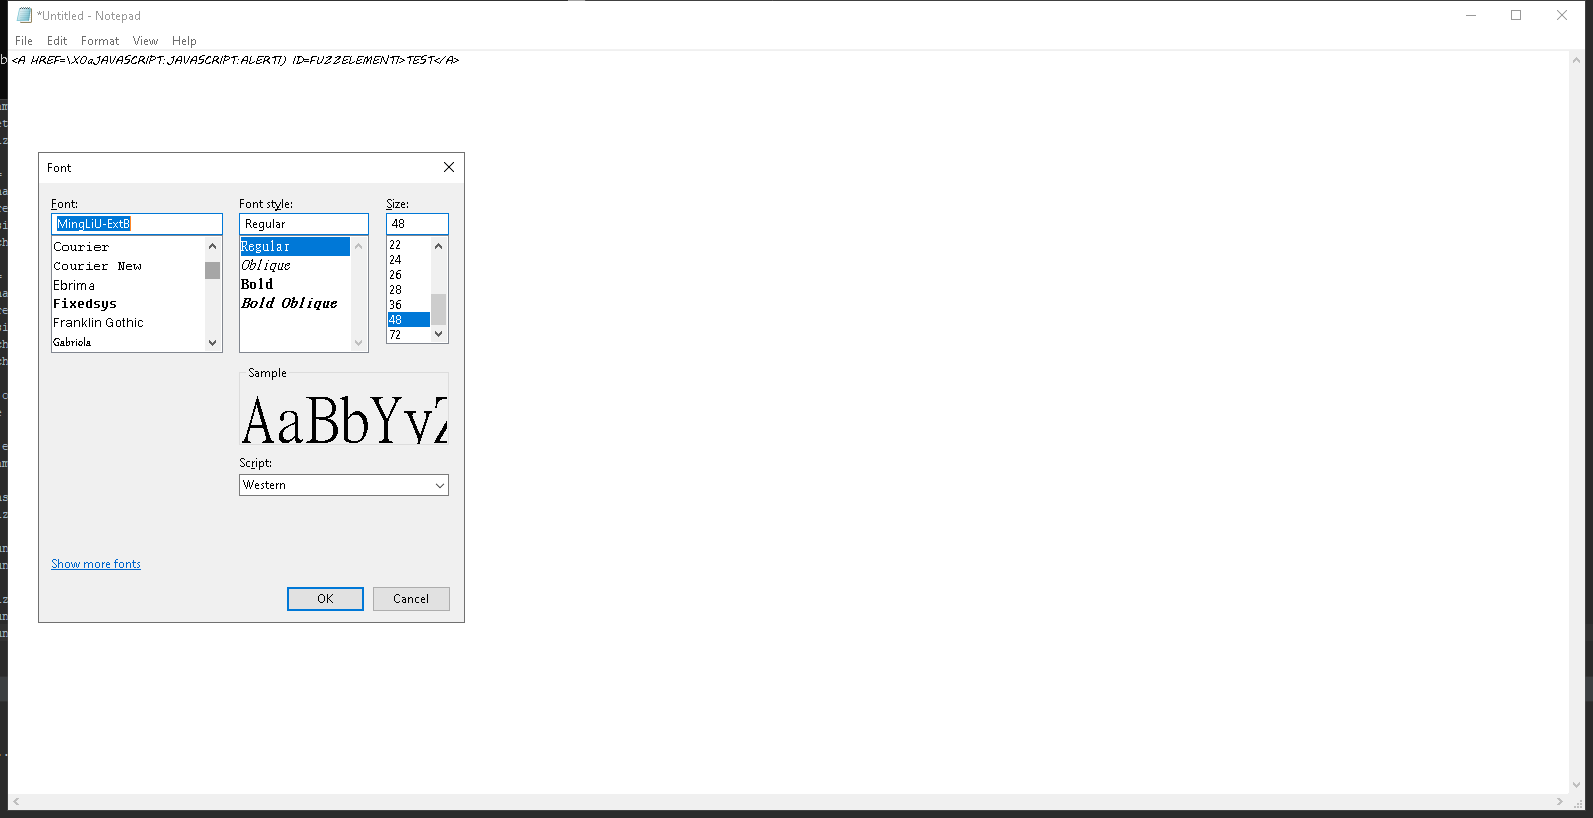 *Untitled - Notepad
File Edit Format View Help
<A HREF=\X0aJAVASCRIPT:JAVASCRIPT:ALERT1) ID=FUZZELEMENT1>TEST</A>
Font
Font: Font style: Size:
MingLiU-ExtB Regular 48
Courier Regular 22
Courier New Oblique 24
Ebrima Bold 26
Fixedsys Bold Oblique 28
Franklin Gothic 36
Gabriola 48
72
Sample
AaBbYy
Script:
Western
Show more fonts
OK Cancel